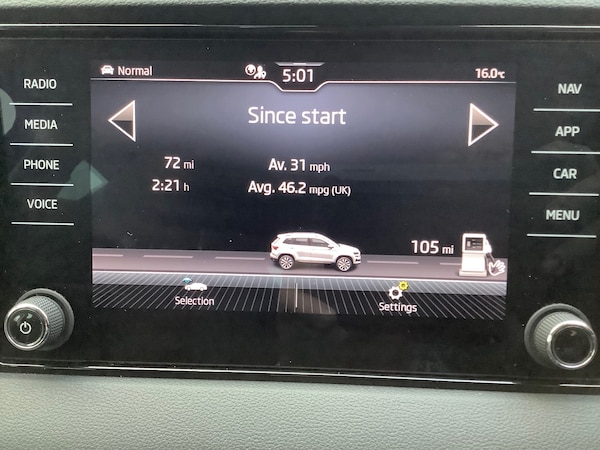 Normal
5:01
16.0°C
RADIO
MEDIA
PHONE
VOICE
Since start
72 mi
Av. 31 mph
2:21 h
Avg. 46.2 mpg (UK)
105 mi
Selection
Settings
NAV
APP
CAR
MENU